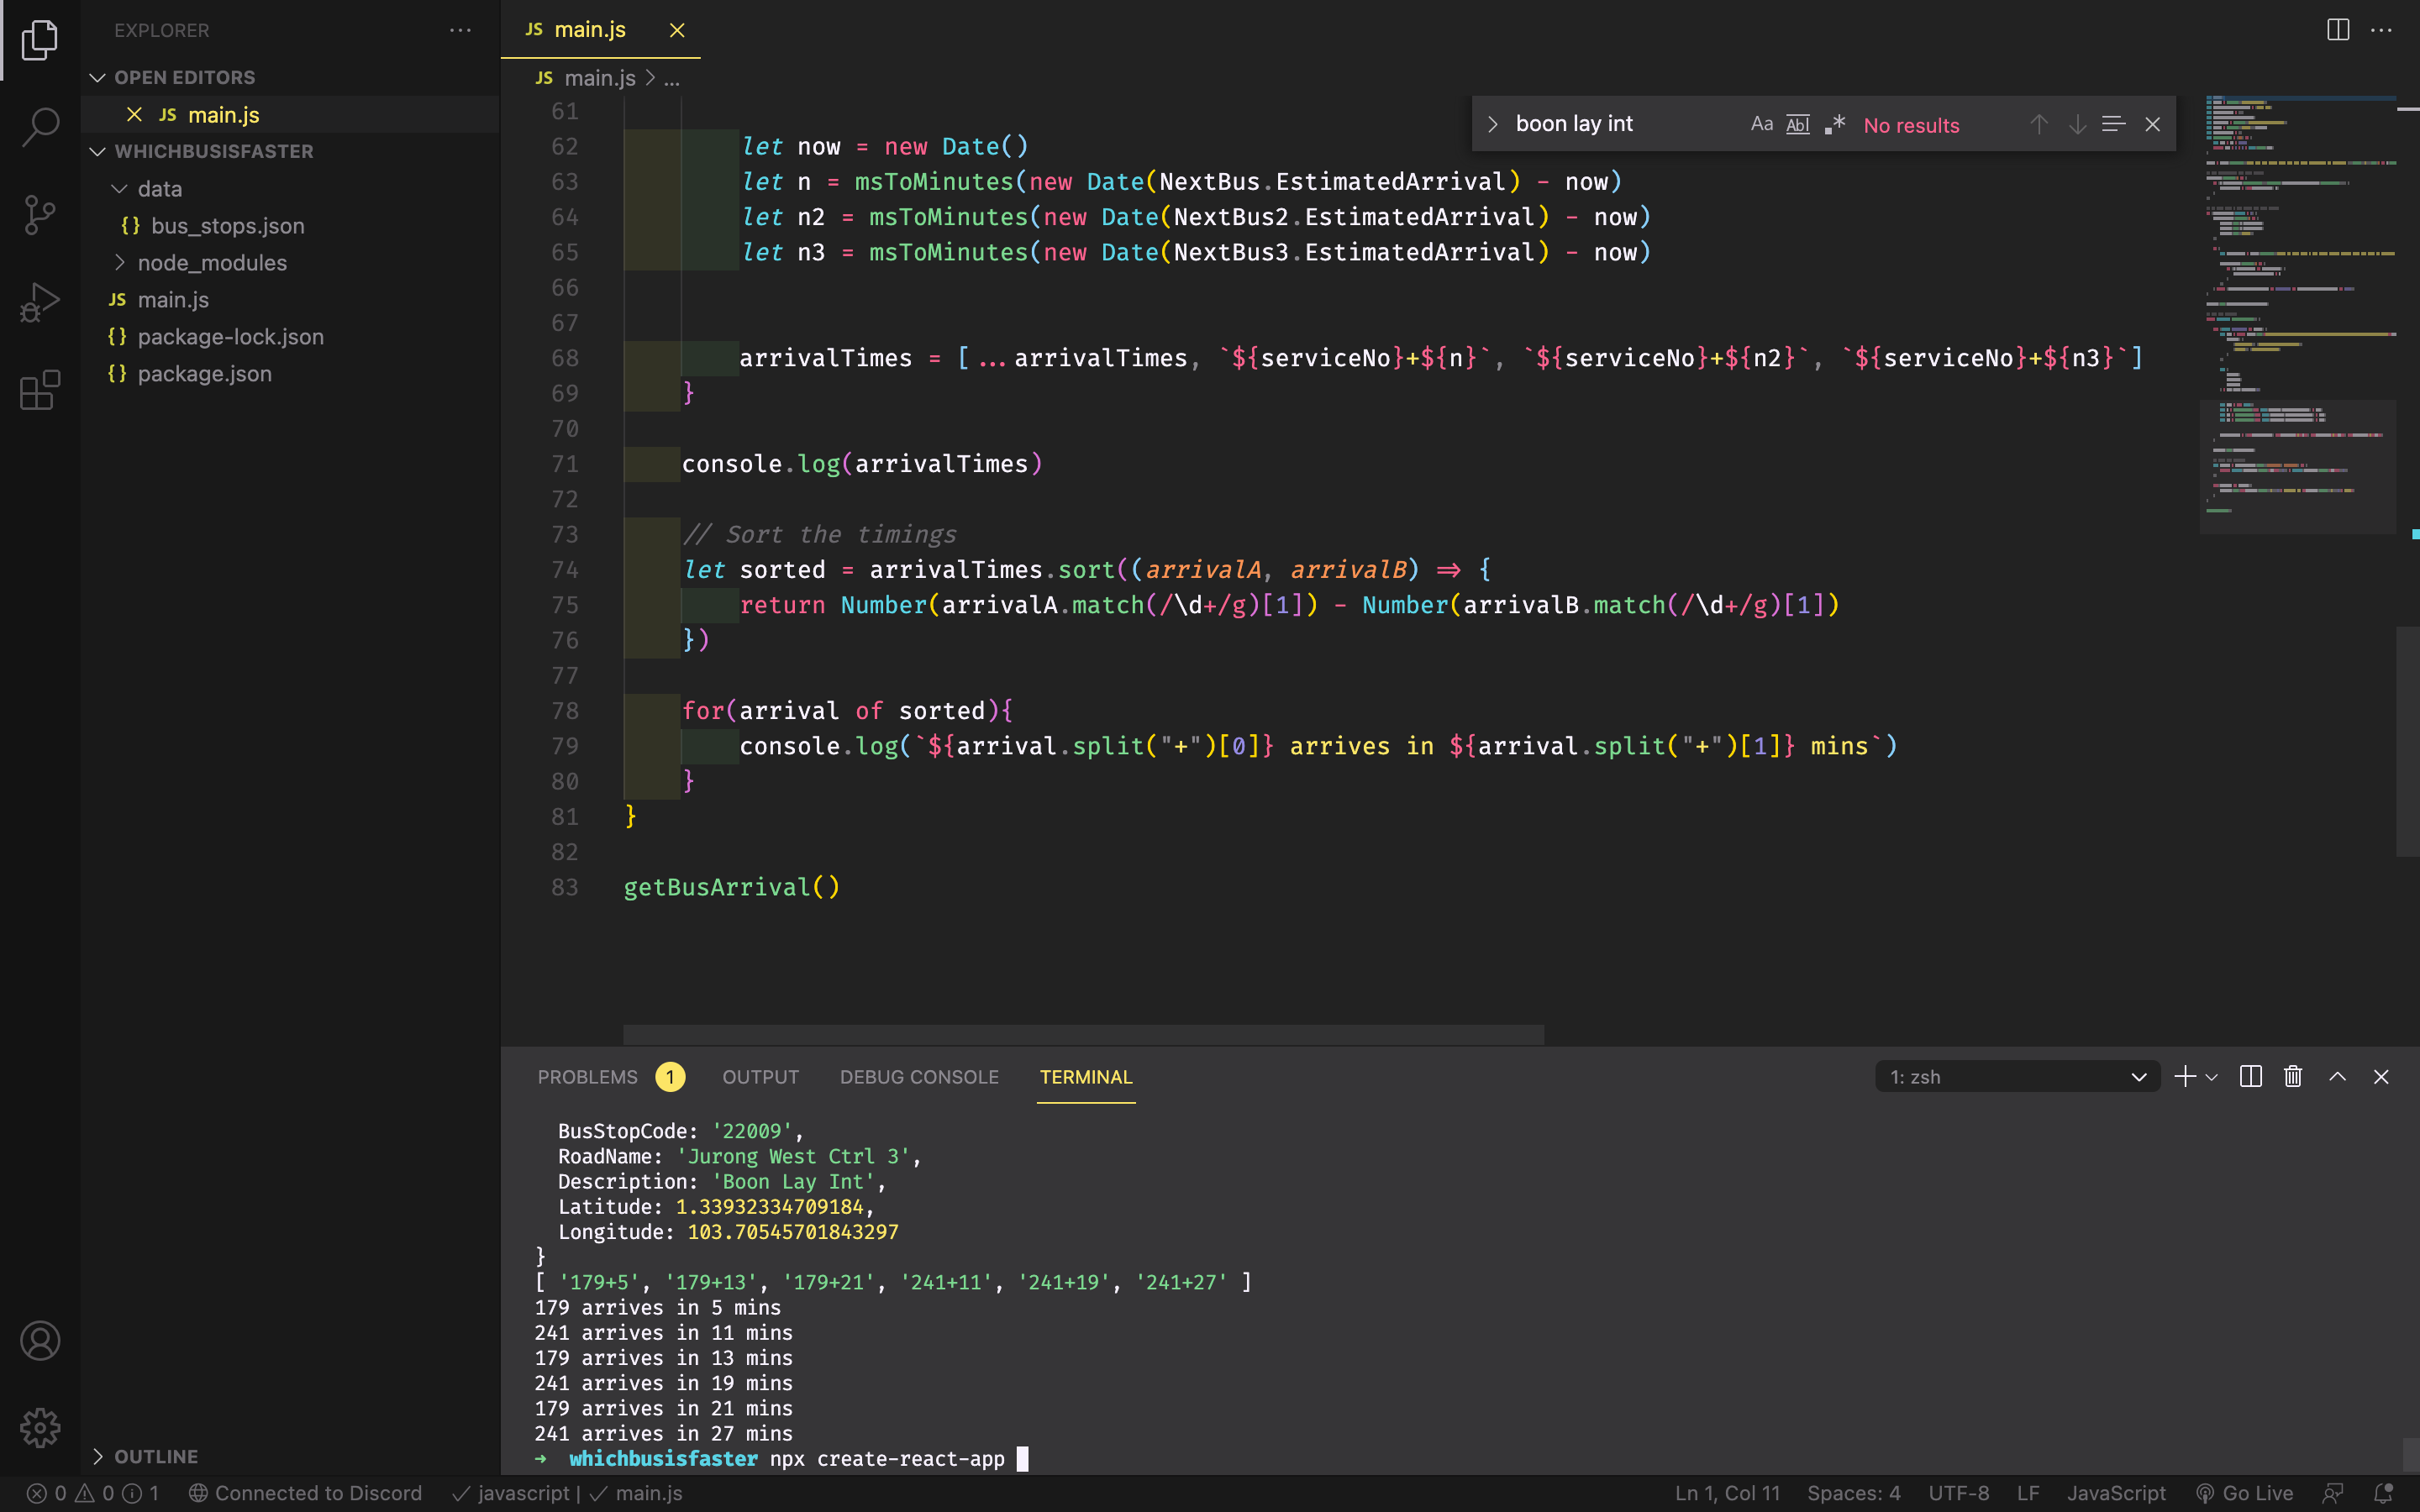 EXPLORER
OPEN EDITORS
JS main.js
WHICHBUSISFASTER
data
{} bus_stops.json
node_modules
JS main.js
{} package-lock.json
{} package.json
OUTLINE
JS main.js
JS main.js > ...
boon lay int
Aa Abl .* No results
61
62 let now = new Date()
63 let n = msToMinutes(new Date(NextBus.EstimatedArrival) - now)
64 let n2 = msToMinutes(new Date(NextBus2.EstimatedArrival) - now)
65 let n3 = msToMinutes(new Date(NextBus3.EstimatedArrival) - now)
66
67
68 arrivalTimes = [...arrivalTimes, `${serviceNo}+${n}`, `${serviceNo}+${n2}`, `${serviceNo}+${n3}`]
69 }
70
71 console.log(arrivalTimes)
72
73 // Sort the timings
74 let sorted = arrivalTimes.sort((arrivalA, arrivalB) => {
75 return Number(arrivalA.match(/\d+/g)[1]) - Number(arrivalB.match(/\d+/g)[1])
76 })
77
78 for(arrival of sorted){
79 console.log(`${arrival.split("+")[0]} arrives in ${arrival.split("+")[1]} mins`)
80 }
81 }
82
83 getBusArrival()
PROBLEMS 1 OUTPUT DEBUG CONSOLE TERMINAL
1: zsh
BusStopCode: '22009',
RoadName: 'Jurong West Ctrl 3',
Description: 'Boon Lay Int',
Latitude: 1.33932334709184,
Longitude: 103.70545701843297
}
[ '179+5', '179+13', '179+21', '241+11', '241+19', '241+27' ]
179 arrives in 5 mins
241 arrives in 11 mins
179 arrives in 13 mins
241 arrives in 19 mins
179 arrives in 21 mins
241 arrives in 27 mins
➜ whichbusisfaster npx create-react-app
0 0 1 Connected to Discord ✓ javascript | ✓ main.js
Ln 1, Col 11 Spaces: 4 UTF-8 LF JavaScript Go Live